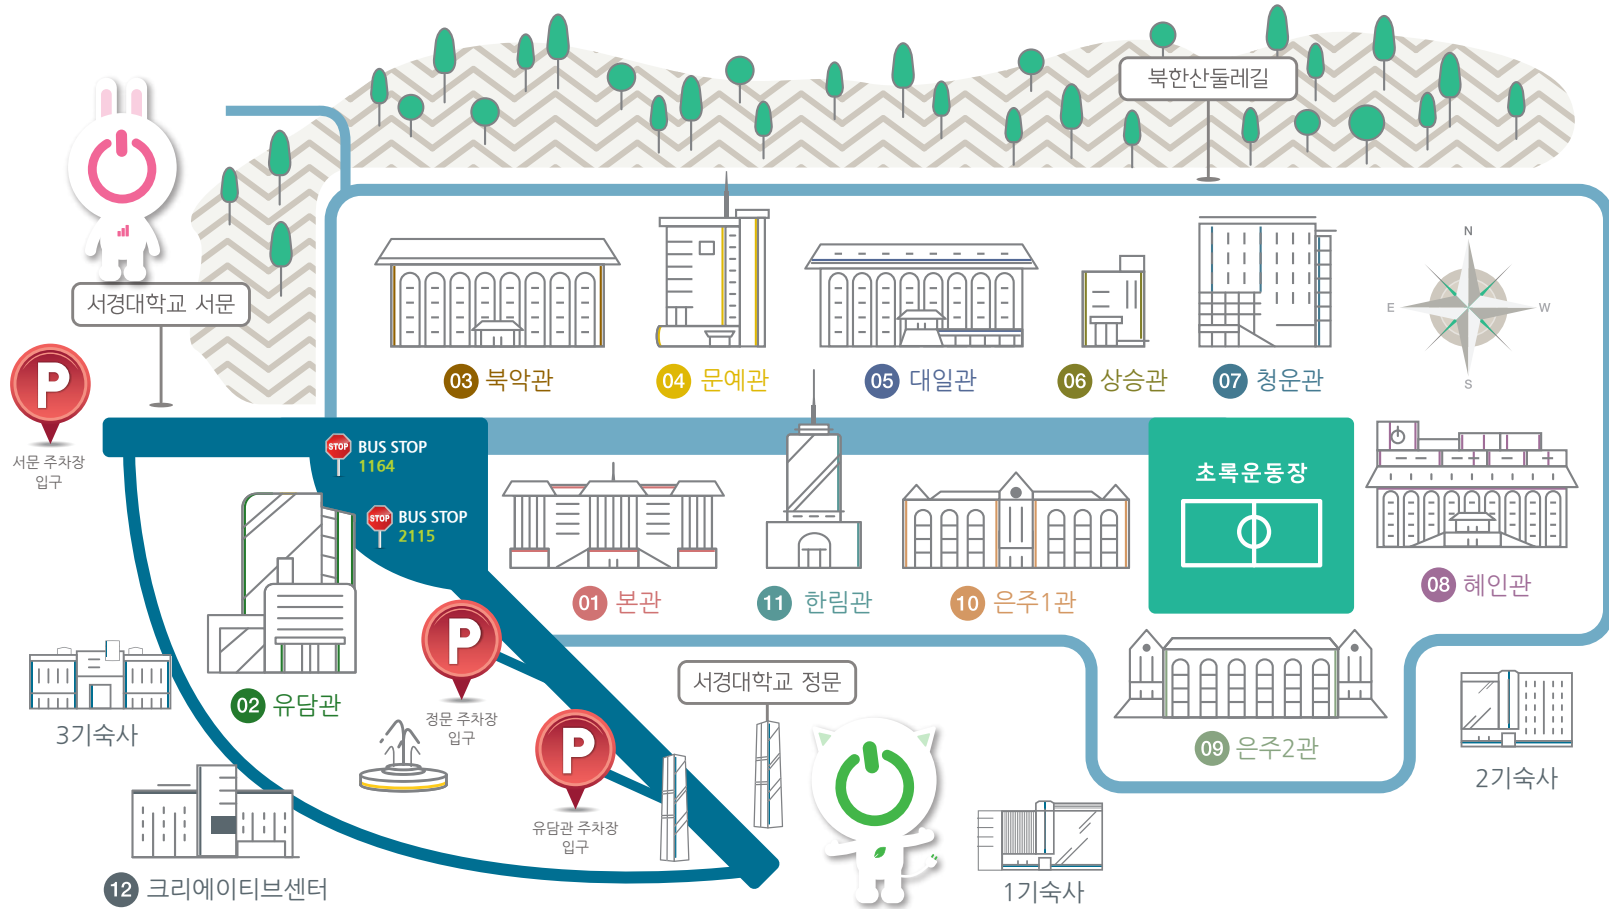 북한산둘레길
N
E
W
S
서경대학교 서문
P
서문 주차장
입구
03 북악관
04 문예관
05 대일관
06 상승관
07 청운관
STOP
BUS STOP
1164
STOP
BUS STOP
2115
초록운동장
01 본관
11 한림관
10 은주1관
08 혜인관
02 유담관
P
정문 주차장
입구
서경대학교 정문
3기숙사
P
유담관 주차장
입구
09 은주2관
2기숙사
12 크리에이티브센터
1기숙사